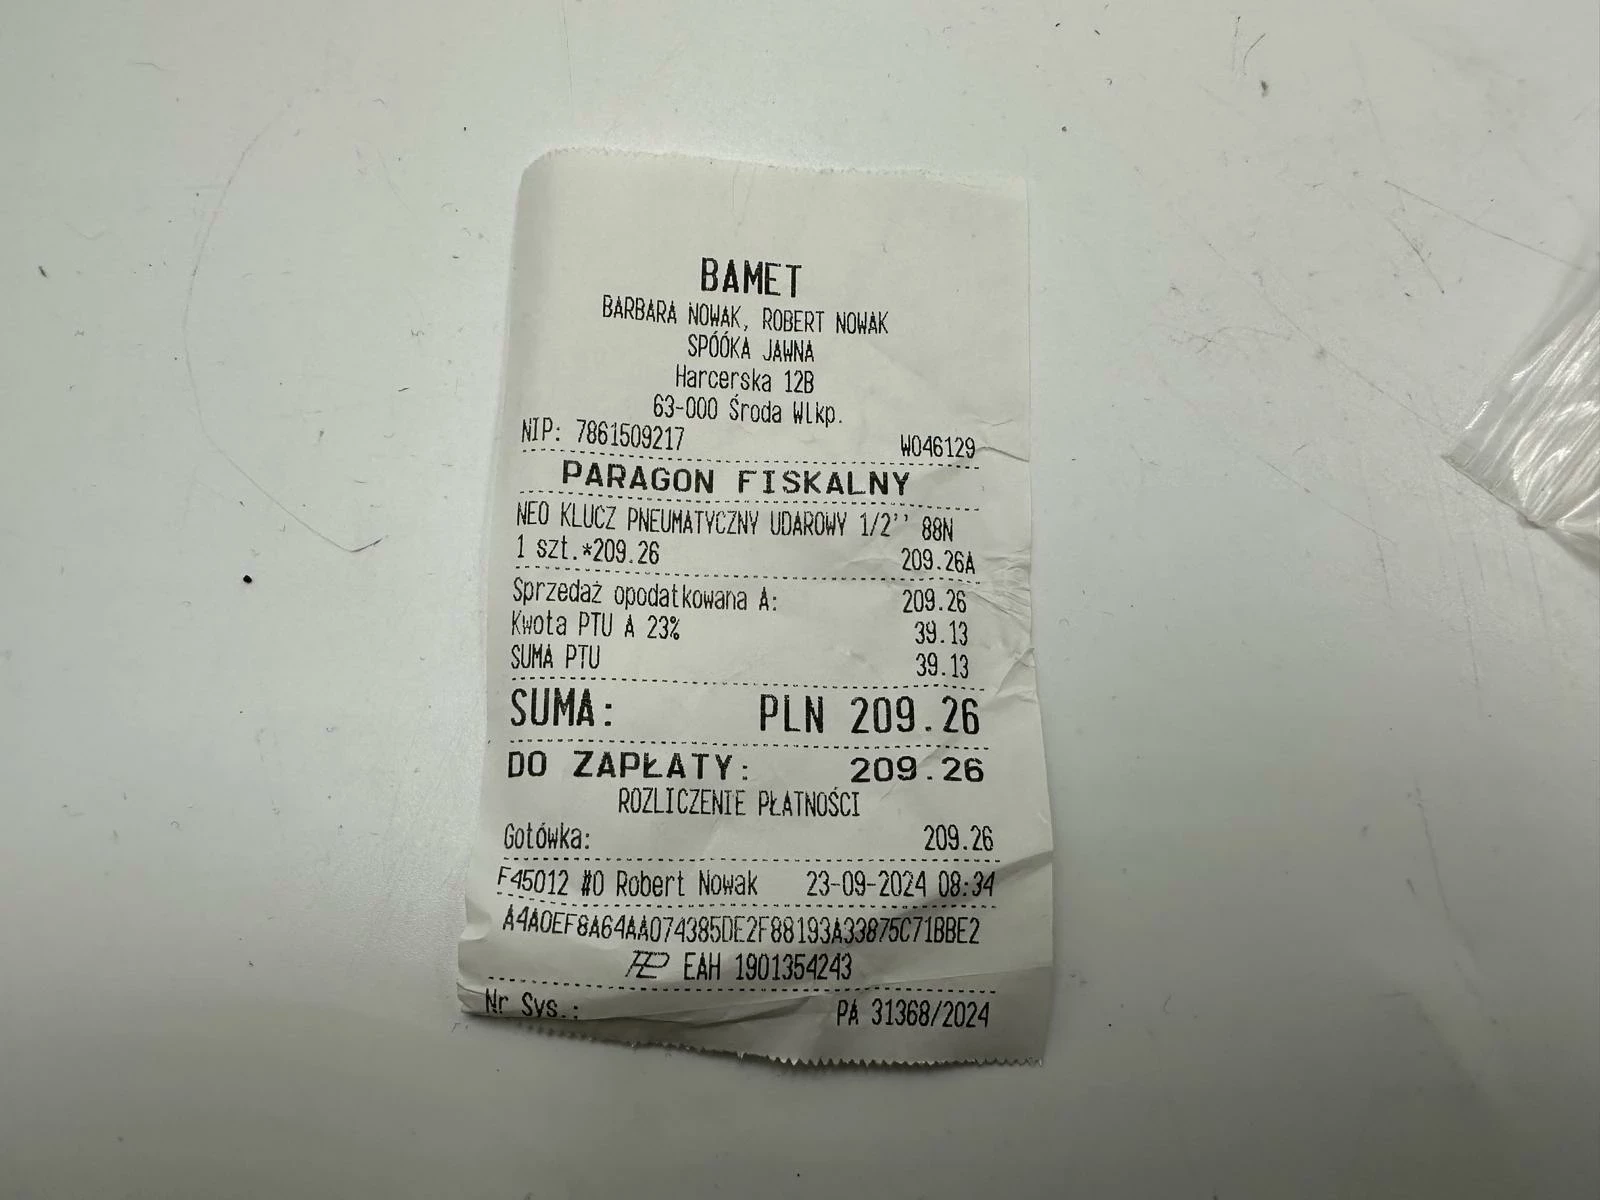 BAMET
BARBARA NOWAK, ROBERT NOWAK
SPÓÓKA JAWNA
Harcerska 12B
63-000 Środa Wlkp.
NIP: 7861509217 W046129
PARAGON FISKALNY
NEO KLUCZ PNEUMATYCZNY UDAROWY 1/2'' 88N
1 szt.*209.26 209.26A
Sprzedaż opodatkowana A: 209.26
Kwota PTU A 23% 39.13
SUMA PTU 39.13
SUMA: PLN 209.26
DO ZAPŁATY: 209.26
ROZLICZENIE PŁATNOŚCI
Gotówka: 209.26
F45012 #0 Robert Nowak 23-09-2024 08:34
A4A0EF8A64AA074385DE2F88193A33875C71BBE2
EAH 1901354243
Nr Sys.: PA 31368/2024